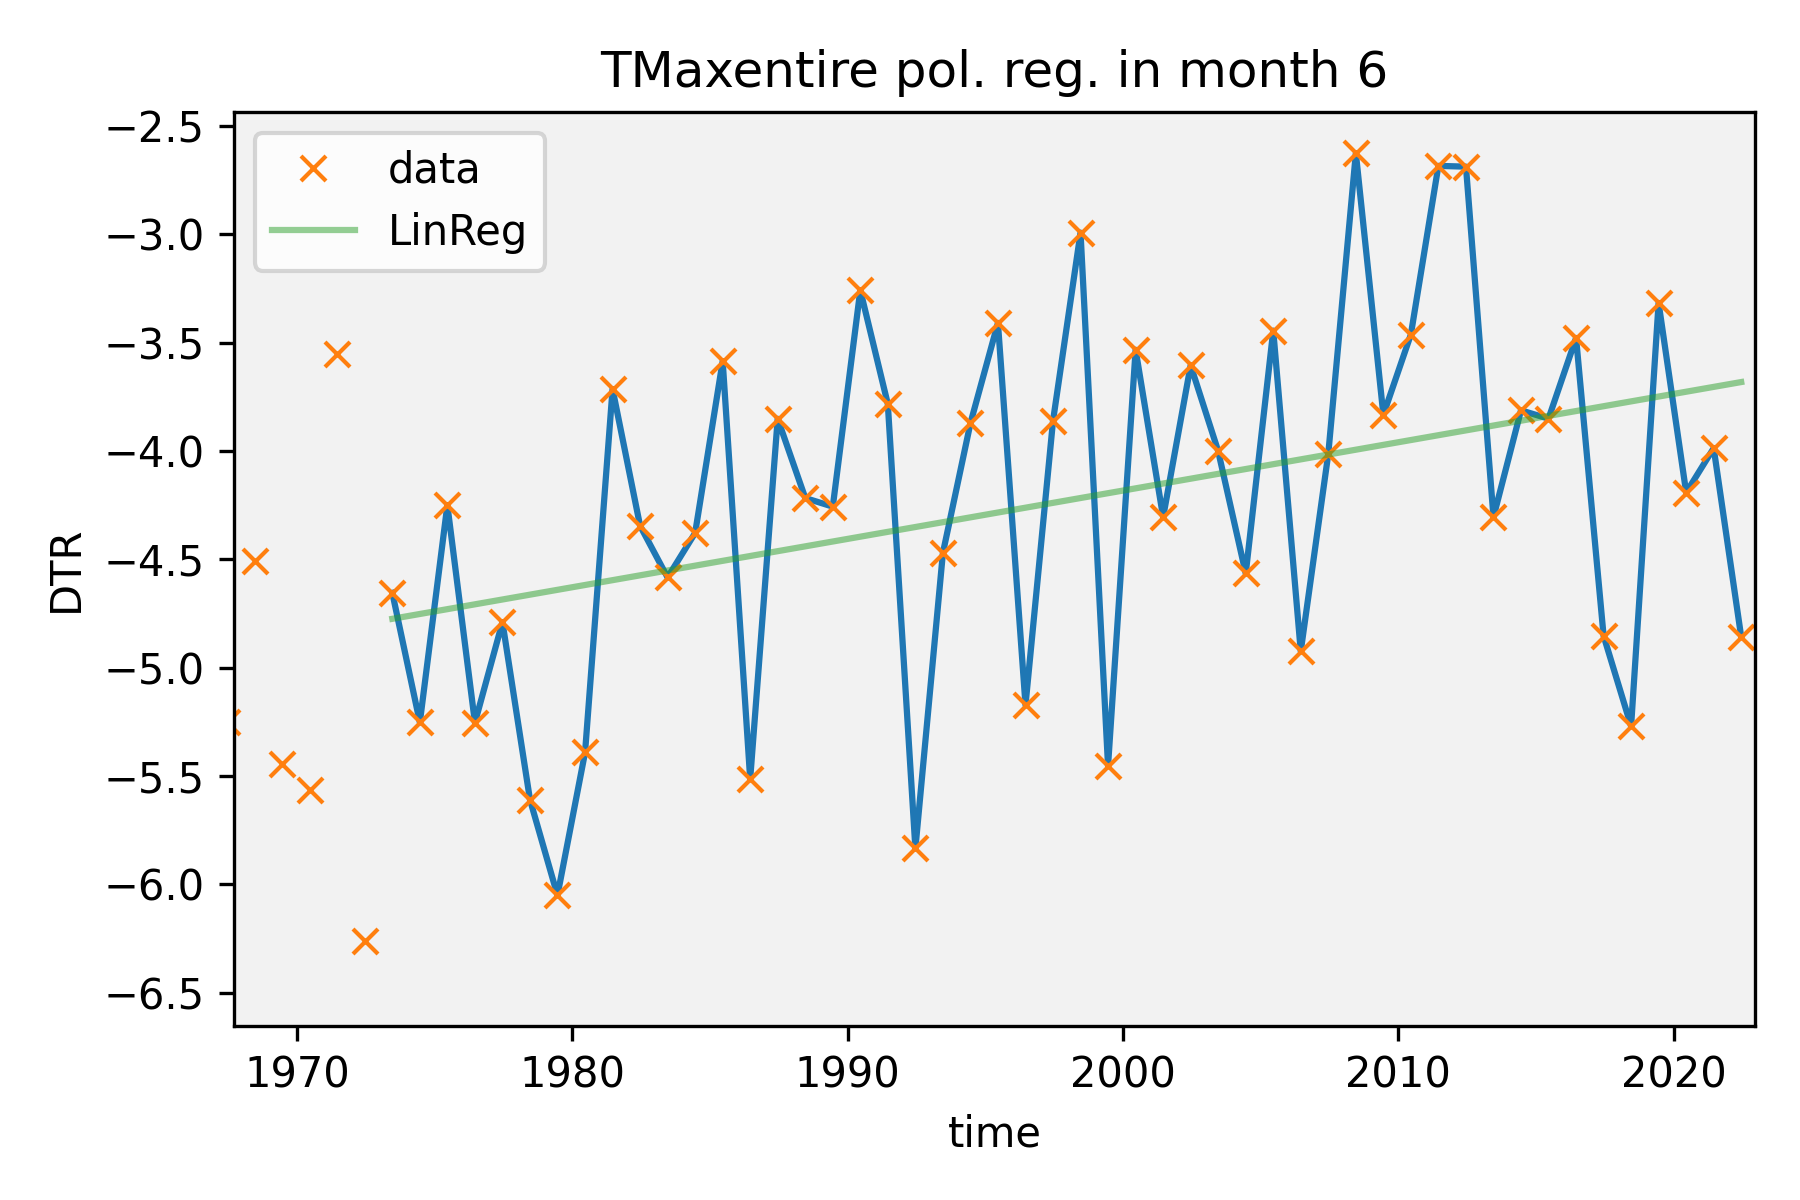 TMaxentire pol. reg. in month 6
−2.5
−3.0
−3.5
−4.0
−4.5
−5.0
−5.5
−6.0
−6.5
DTR
data
LinReg
1970 1980 1990 2000 2010 2020
time